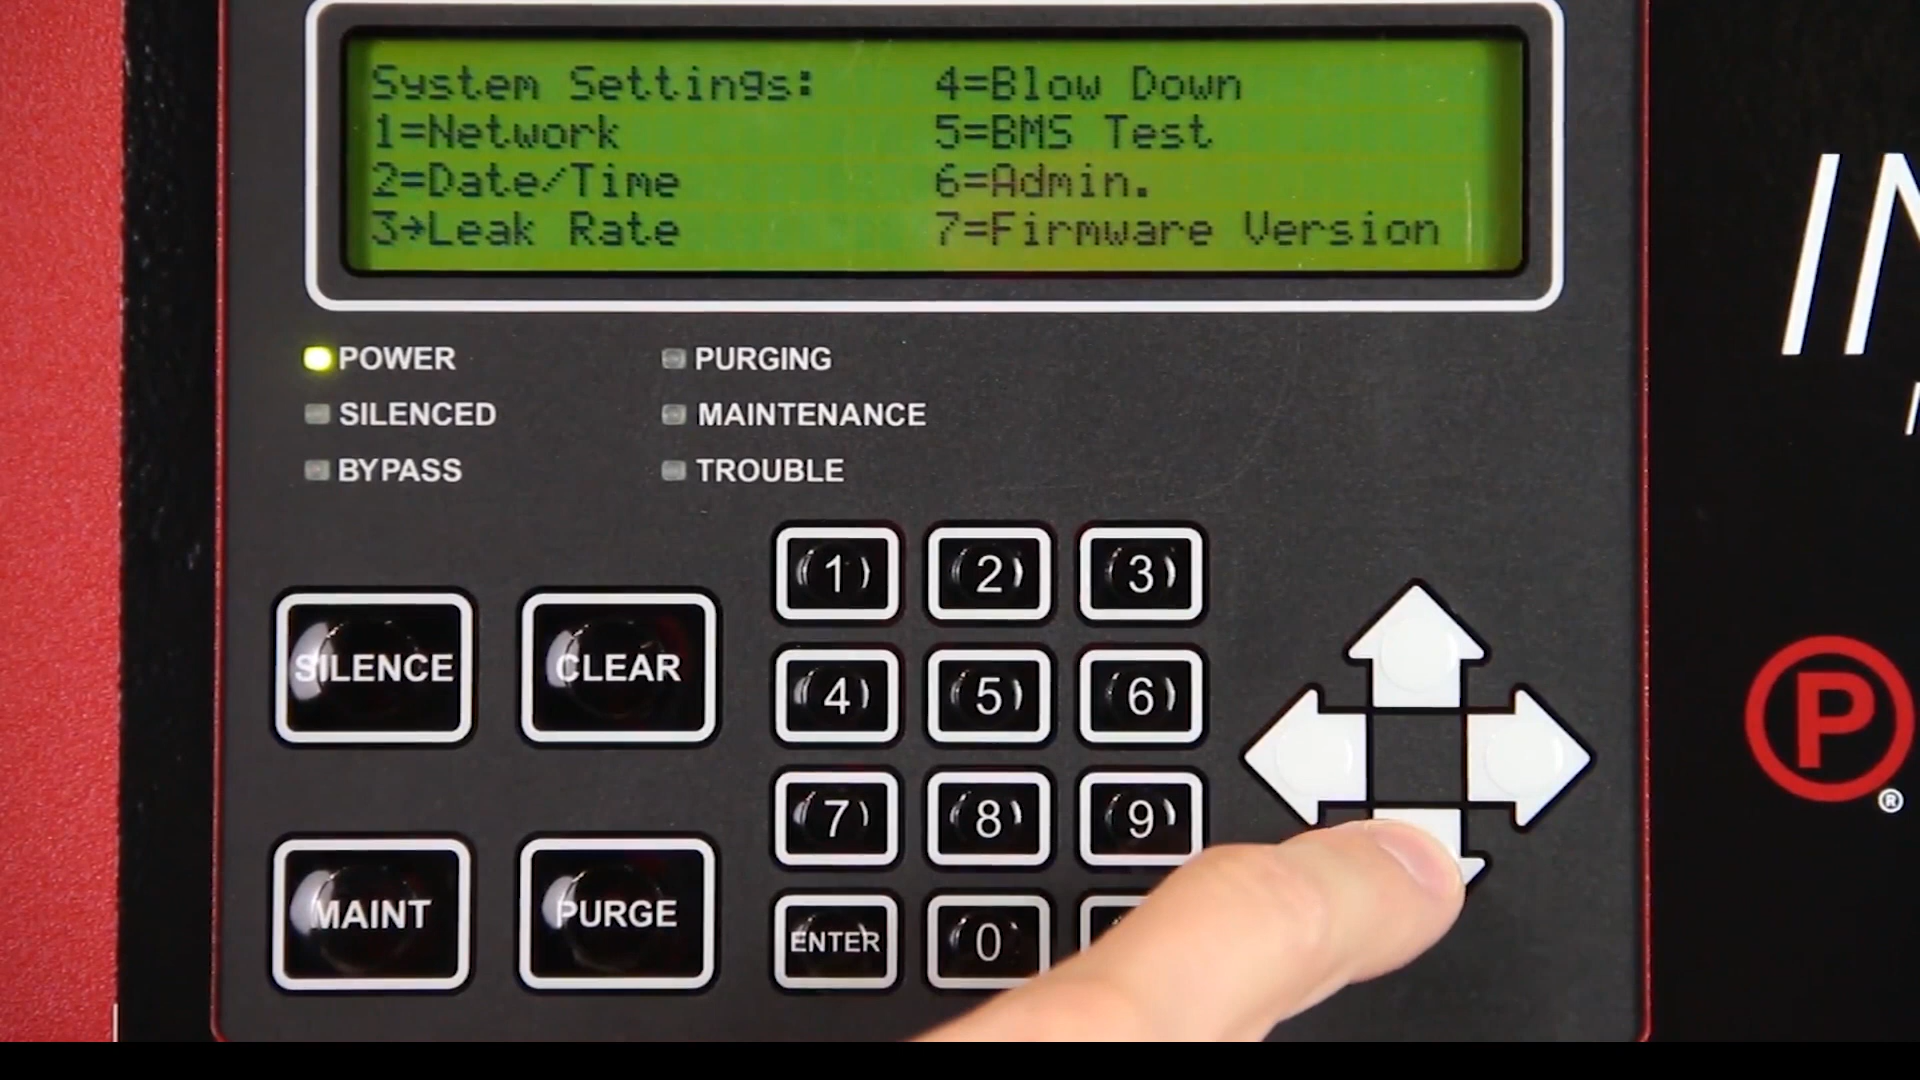 System Settings:
1=Network
2=Date/Time
3→Leak Rate
4=Blow Down
5=BMS Test
6=Admin.
7=Firmware Version
POWER
SILENCED
BYPASS
PURGING
MAINTENANCE
TROUBLE
SILENCE
CLEAR
MAINT
PURGE
1 2 3
4 5 6
7 8 9
ENTER 0
P
®